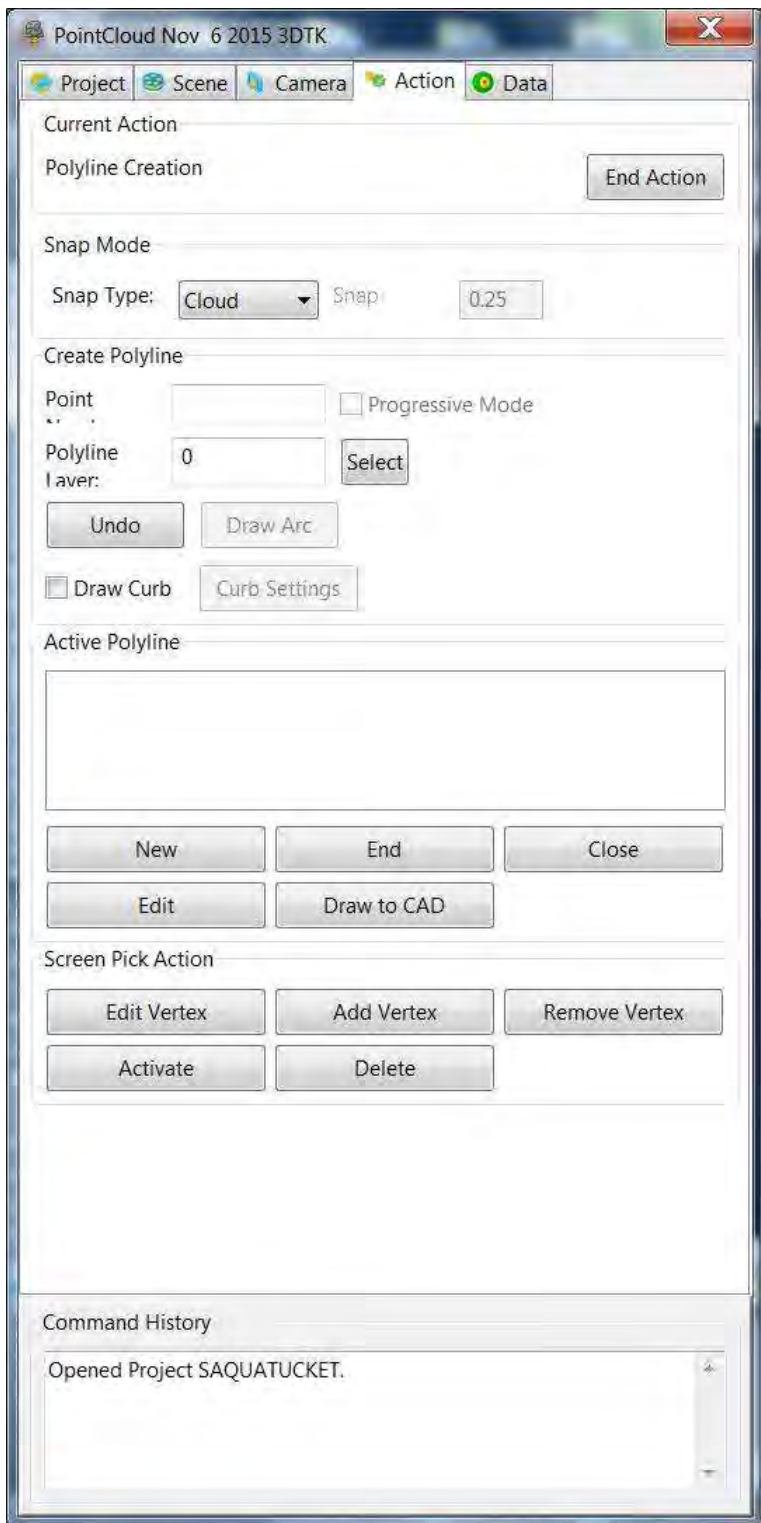 PointCloud Nov 6 2015 3DTK
Project Scene Camera Action Data
Current Action
Polyline Creation
End Action
Snap Mode
Snap Type: Cloud Snap 0.25
Create Polyline
Point
Progressive Mode
Polyline
Layer:
0 Select
Undo Draw Arc
Draw Curb Curb Settings
Active Polyline
New End Close
Edit Draw to CAD
Screen Pick Action
Edit Vertex Add Vertex Remove Vertex
Activate Delete
Command History
Opened Project SAQUATUCKET.